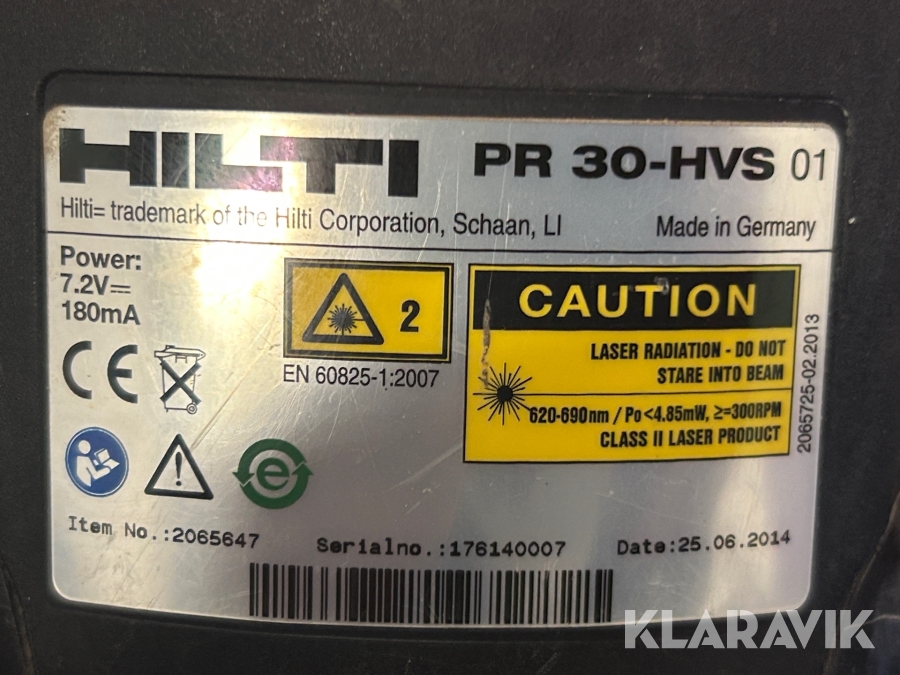 HILTI PR 30-HVS 01
Hilti= trademark of the Hilti Corporation, Schaan, LI Made in Germany
Power:
7.2V⎓
180mA
CE
2
EN 60825-1:2007
CAUTION
LASER RADIATION - DO NOT
STARE INTO BEAM
620-690nm / Po<4.85mW, ≥=300RPM
CLASS II LASER PRODUCT
2065725-02.2013
e
Item No.:2065647 Serialno.:176140007 Date:25.06.2014
KLARAVIK